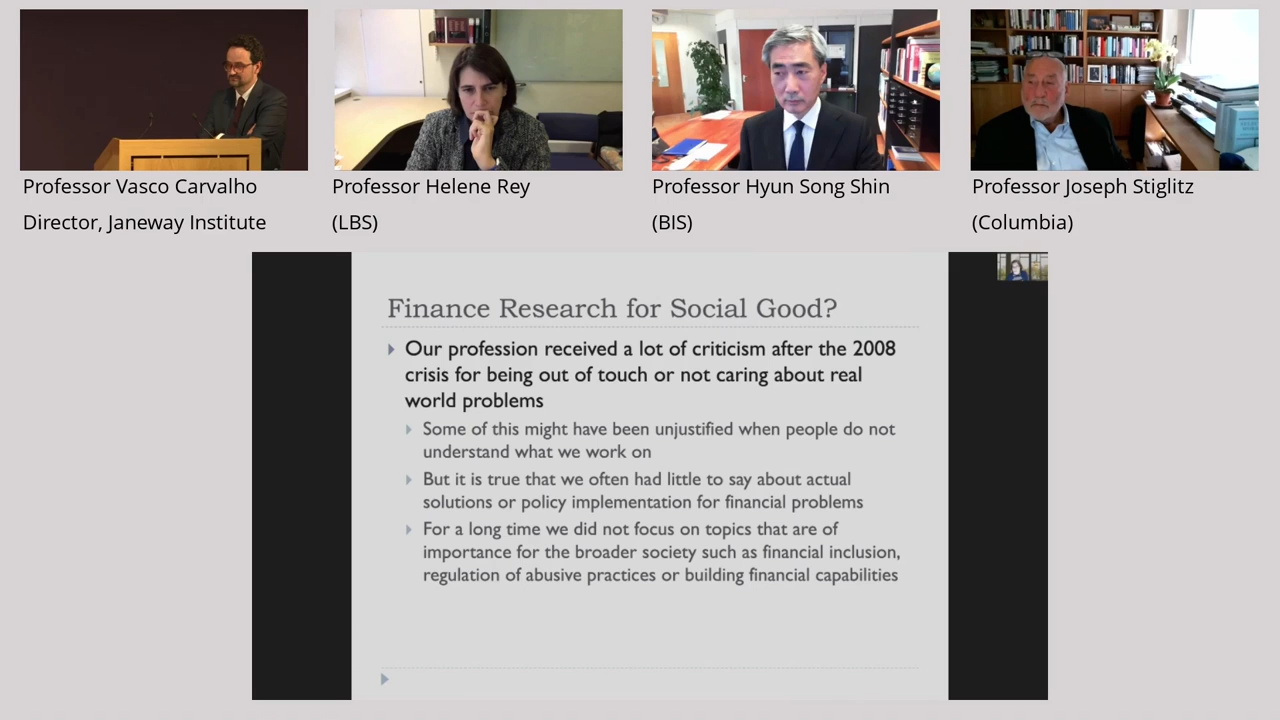 Professor Vasco Carvalho
Director, Janeway Institute
Professor Helene Rey
(LBS)
Professor Hyun Song Shin
(BIS)
Professor Joseph Stiglitz
(Columbia)
Finance Research for Social Good?
Our profession received a lot of criticism after the 2008
crisis for being out of touch or not caring about real
world problems
Some of this might have been unjustified when people do not
understand what we work on
But it is true that we often had little to say about actual
solutions or policy implementation for financial problems
For a long time we did not focus on topics that are of
importance for the broader society such as financial inclusion,
regulation of abusive practices or building financial capabilities